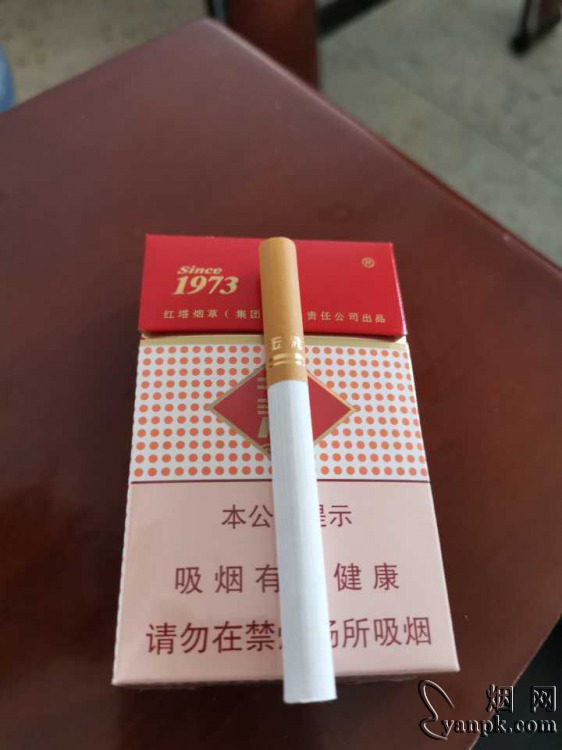 Since
1973
®
红塔烟草（集团 责任公司出品
云
本公 提示
吸烟有 健康
请勿在禁 场所吸烟
烟网
yanpk.com